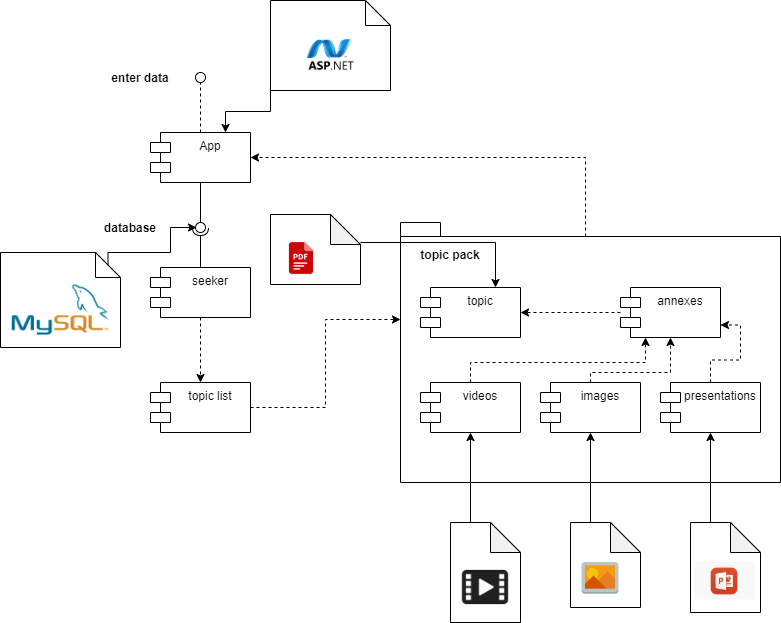 ASP.NET
enter data
App
database
MySQL
PDF
topic pack
seeker
topic
annexes
topic list
videos
images
presentations
P